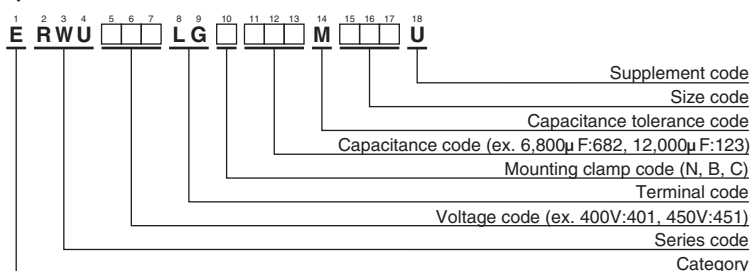 1 2 3 4 5 6 7 8 9 10 11 12 13 14 15 16 17 18
E RWU □□□ LG □ □□□ M □□□ U
Supplement code
Size code
Capacitance tolerance code
Capacitance code (ex. 6,800μF:682, 12,000μF:123)
Mounting clamp code (N, B, C)
Terminal code
Voltage code (ex. 400V:401, 450V:451)
Series code
Category